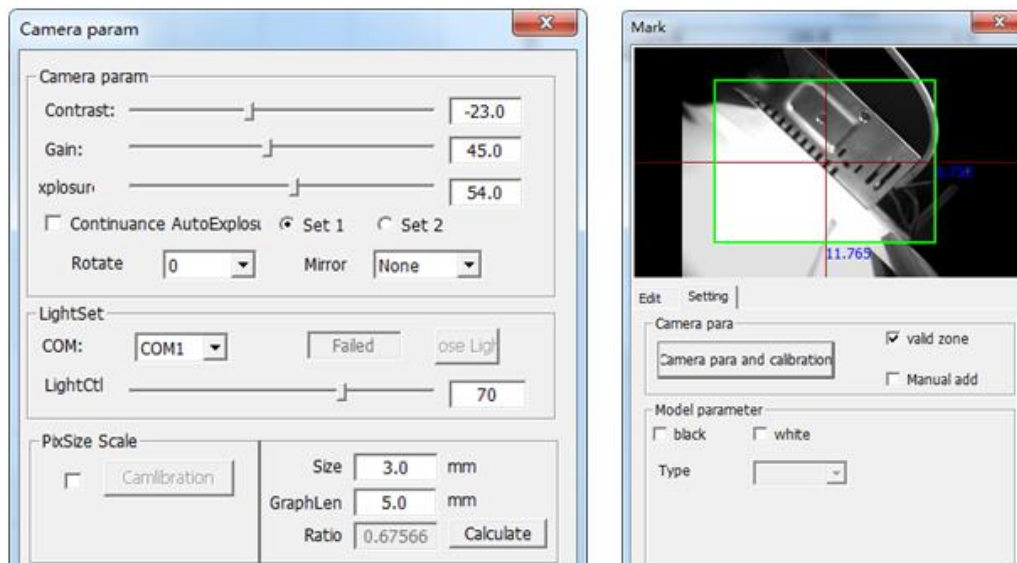 Camera param
Camera param
Contrast:
-23.0
Gain:
45.0
xplosure
54.0
Continuance AutoExplosu
Set 1
Set 2
Rotate
0
Mirror
None
LightSet
COM:
COM1
Failed
ose Ligh
LightCtl
70
PixSize Scale
Camlibration
Size
3.0
mm
GraphLen
5.0
mm
Ratio
0.67566
Calculate
Mark
11.765
Edit
Setting
Camera para
Camera para and calibration
valid zone
Manual add
Model parameter
black
white
Type